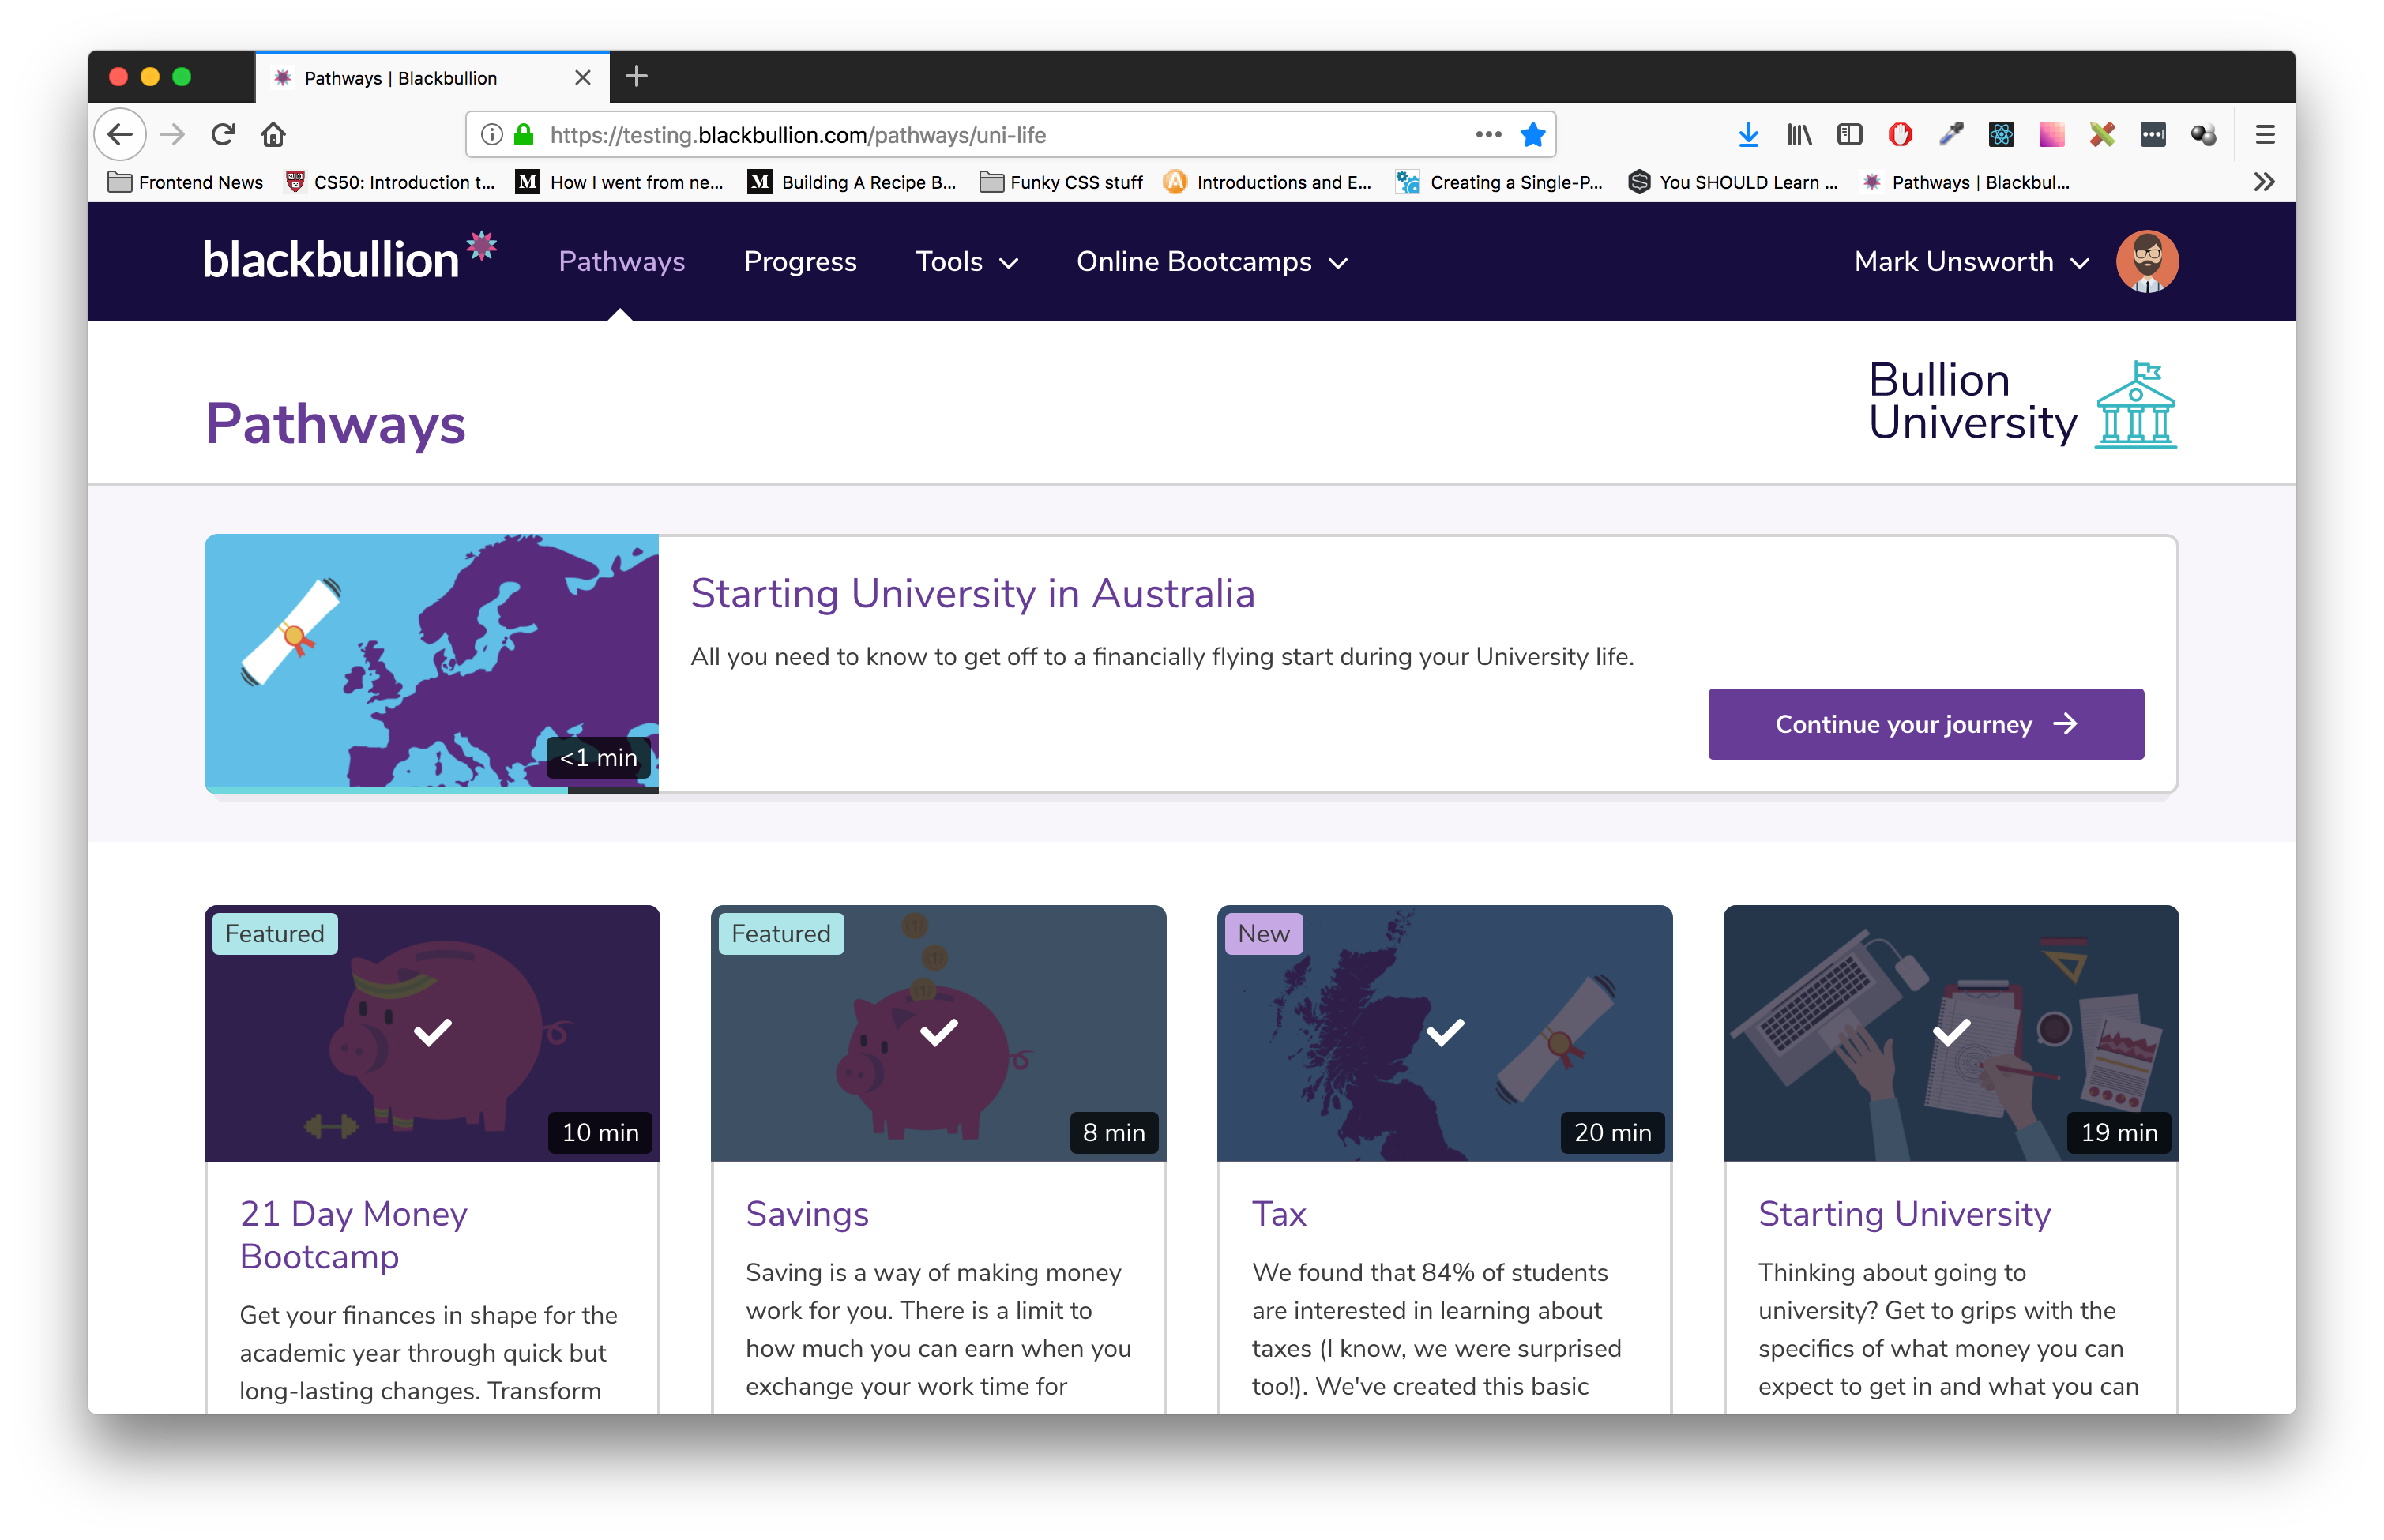 Pathways | Blackbullion
https://testing.blackbullion.com/pathways/uni-life
Frontend News
CS50: Introduction t...
How I went from ne...
Building A Recipe B...
Funky CSS stuff
Introductions and E...
Creating a Single-P...
You SHOULD Learn ...
Pathways | Blackbul...
blackbullion
Pathways
Progress
Tools
Online Bootcamps
Mark Unsworth
Pathways
Bullion
University
Starting University in Australia
All you need to know to get off to a financially flying start during your University life.
<1 min
Continue your journey
Featured
10 min
21 Day Money
Bootcamp
Get your finances in shape for the
academic year through quick but
long-lasting changes. Transform
Featured
8 min
Savings
Saving is a way of making money
work for you. There is a limit to
how much you can earn when you
exchange your work time for
New
20 min
Tax
We found that 84% of students
are interested in learning about
taxes (I know, we were surprised
too!). We've created this basic
19 min
Starting University
Thinking about going to
university? Get to grips with the
specifics of what money you can
expect to get in and what you can